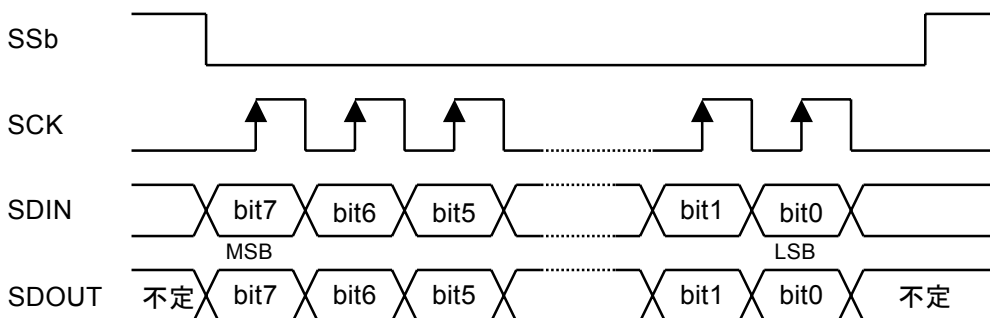 SSb
SCK
SDIN bit7 bit6 bit5 bit1 bit0
MSB LSB
SDOUT 不定 bit7 bit6 bit5 bit1 bit0 不定